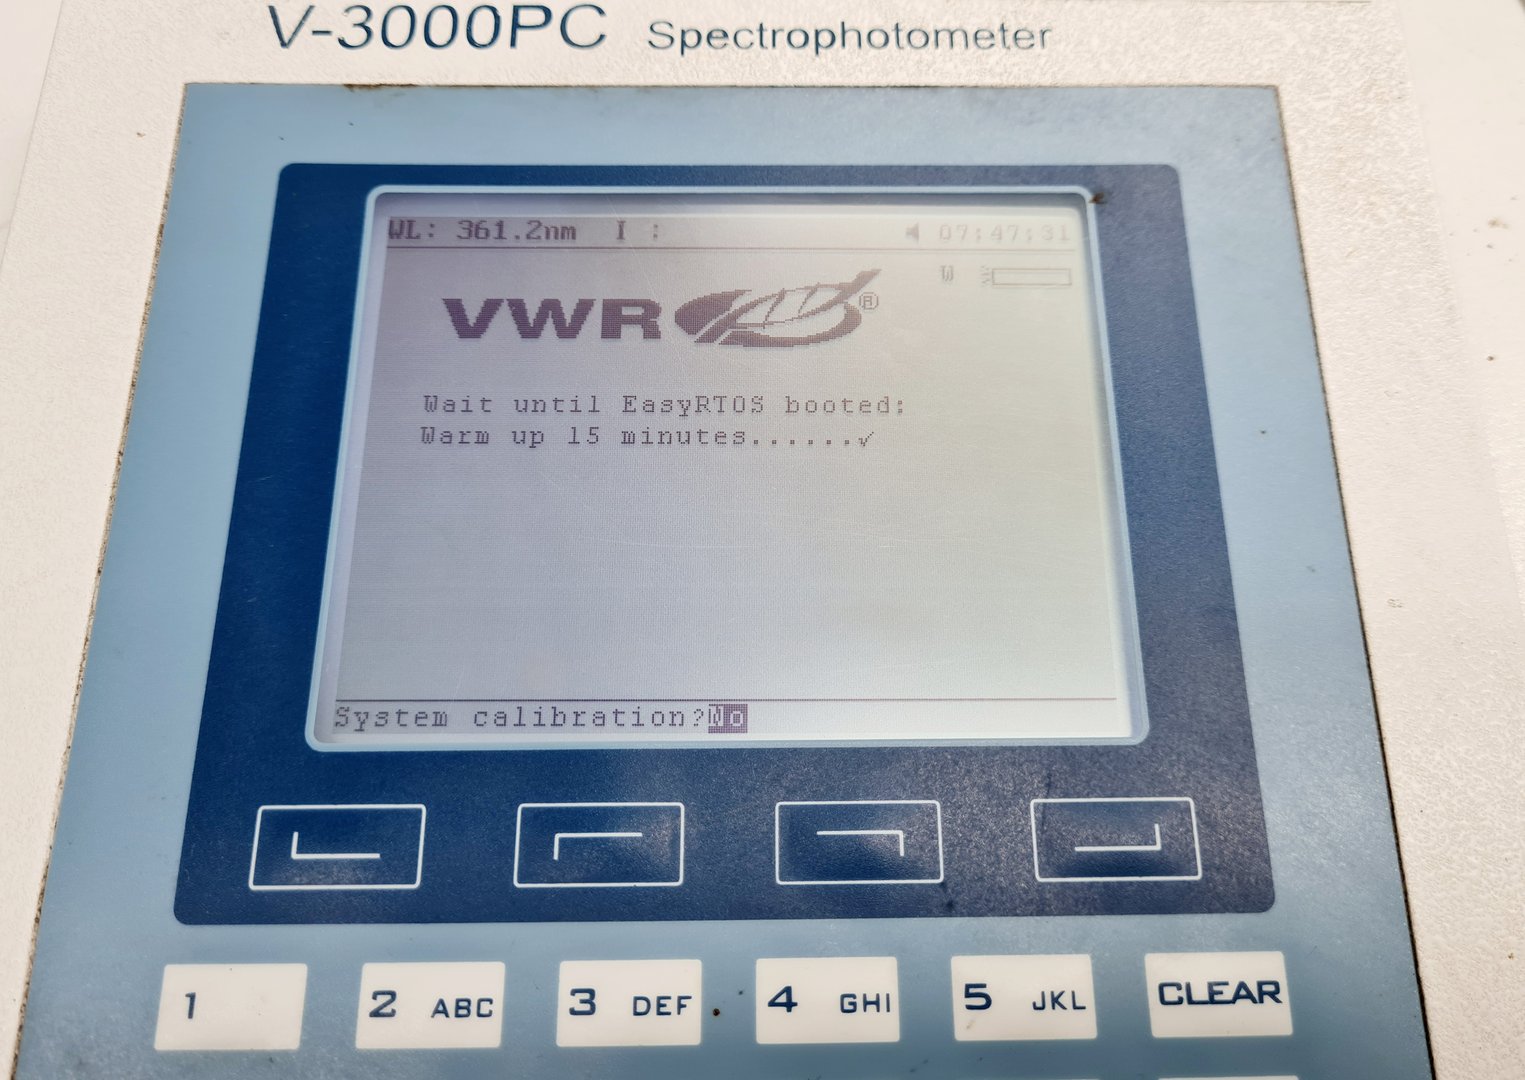 V-3000PC Spectrophotometer
WL: 361.2nm I : 07:47:31
W
VWR ®
Wait until EasyRTOS booted:
Warm up 15 minutes......✓
System calibration?No
1
2 ABC
3 DEF
4 GHI
5 JKL
CLEAR